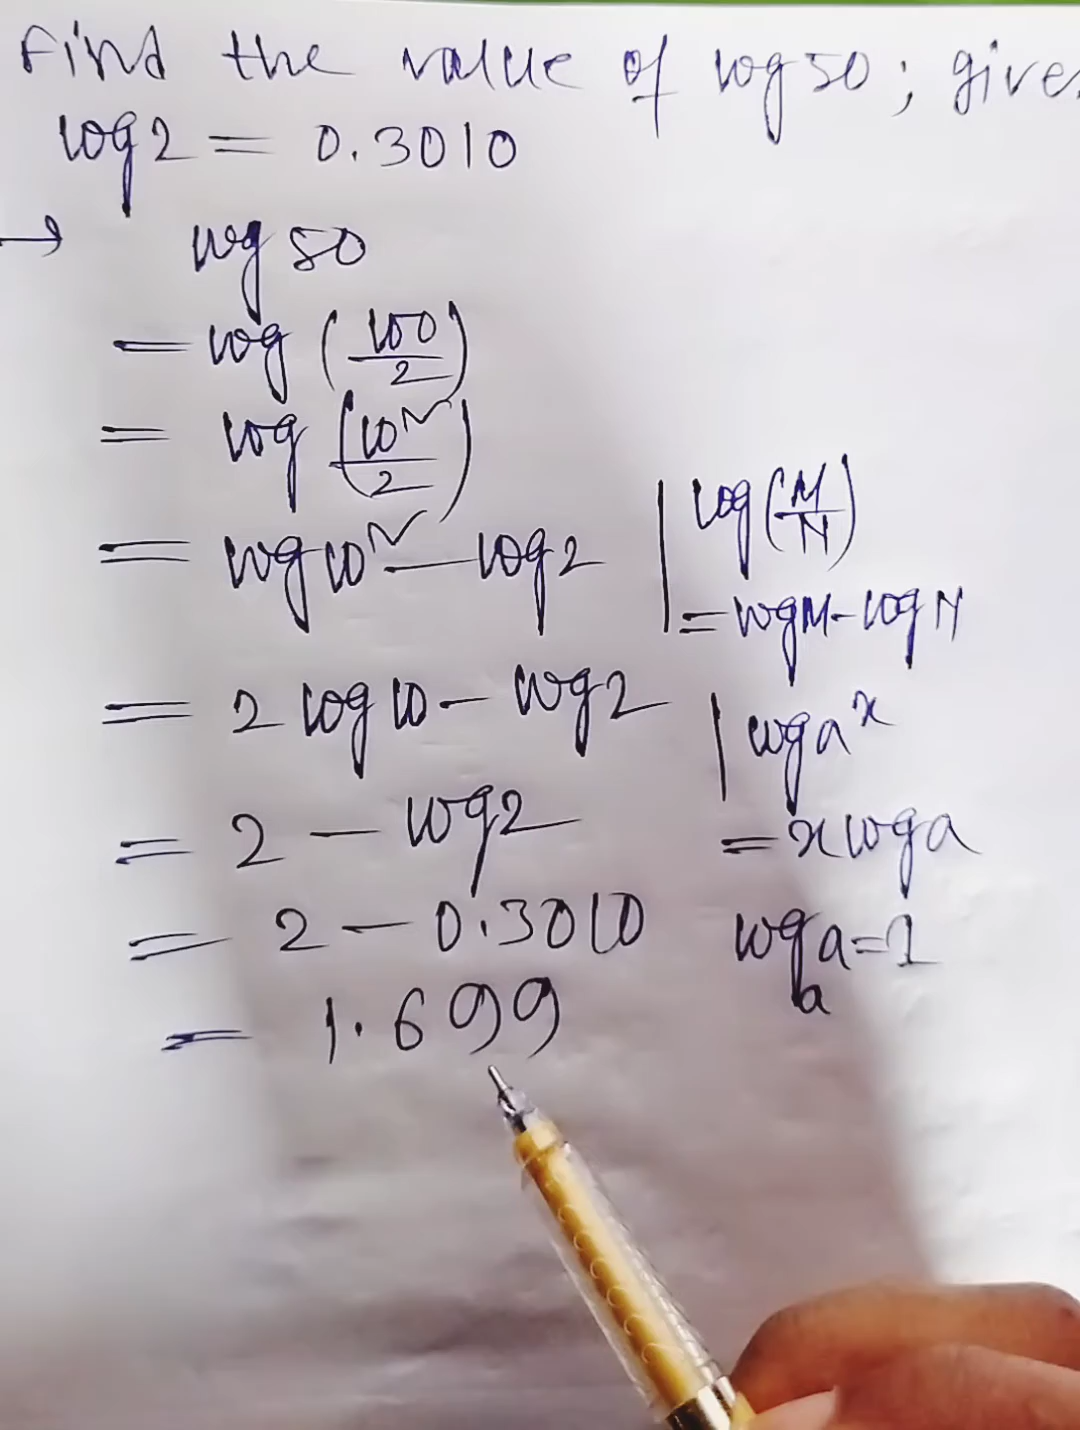 Find the value of log 50; given
log 2 = 0.3010
→ log 50
= log (100/2)
= log (10²/2)
= log 10² - log 2 | log (M/N)
= log M - log N
= 2 log 10 - log 2 | log aˣ
= 2 - log 2 = x log a
= 2 - 0.3010 logₐ a = 1
= 1.699